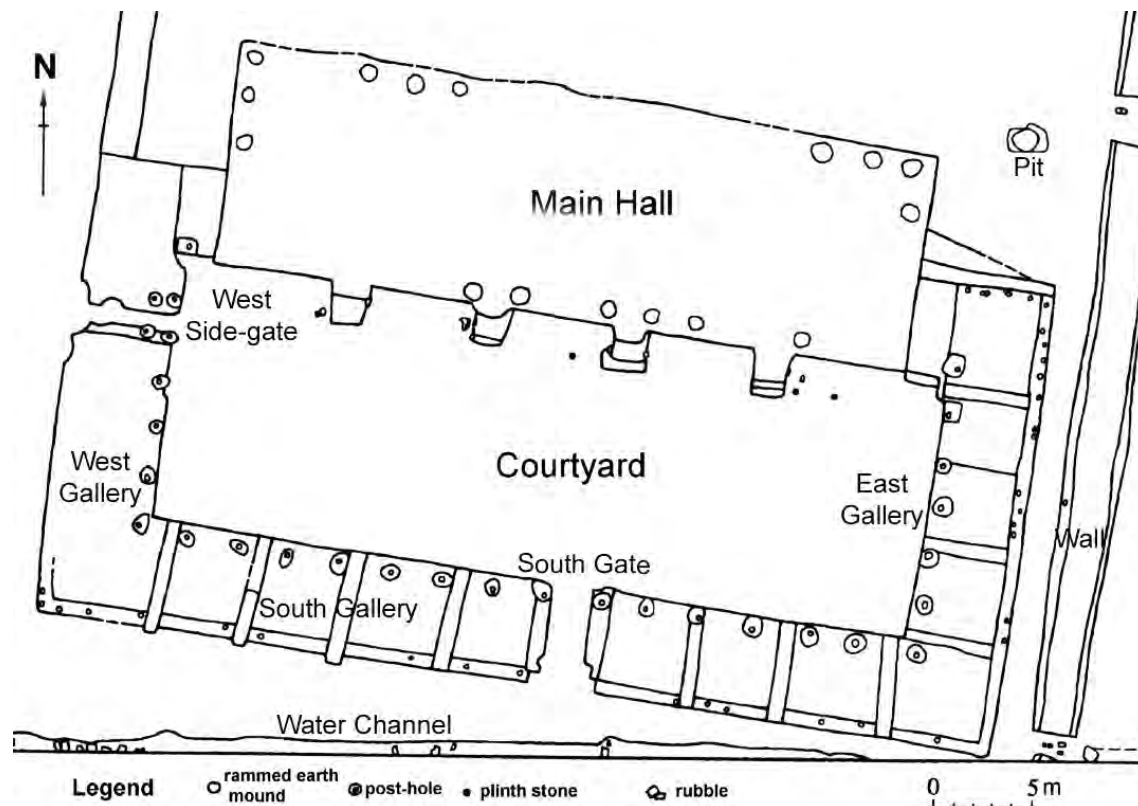 N
Pit
Main Hall
West
Side-gate
West
Gallery
Courtyard
East
Gallery
Wall
South Gate
South Gallery
Water Channel
Legend
rammed earth
mound
post-hole
plinth stone
rubble
0 5 m